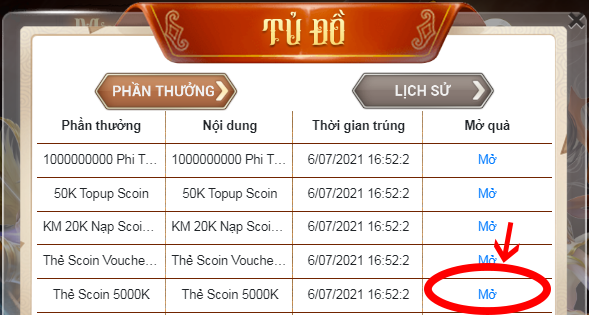 TỦ ĐỒ
PHẦN THƯỞNG
LỊCH SỬ
Phần thưởng Nội dung Thời gian trúng Mở quà
1000000000 Phi T... 1000000000 Phi T... 6/07/2021 16:52:2 Mở
50K Topup Scoin 50K Topup Scoin 6/07/2021 16:52:2 Mở
KM 20K Nạp Scoi... KM 20K Nạp Scoi... 6/07/2021 16:52:2 Mở
Thẻ Scoin Vouche... Thẻ Scoin Vouche... 6/07/2021 16:52:2 Mở
Thẻ Scoin 5000K Thẻ Scoin 5000K 6/07/2021 16:52:2 Mở